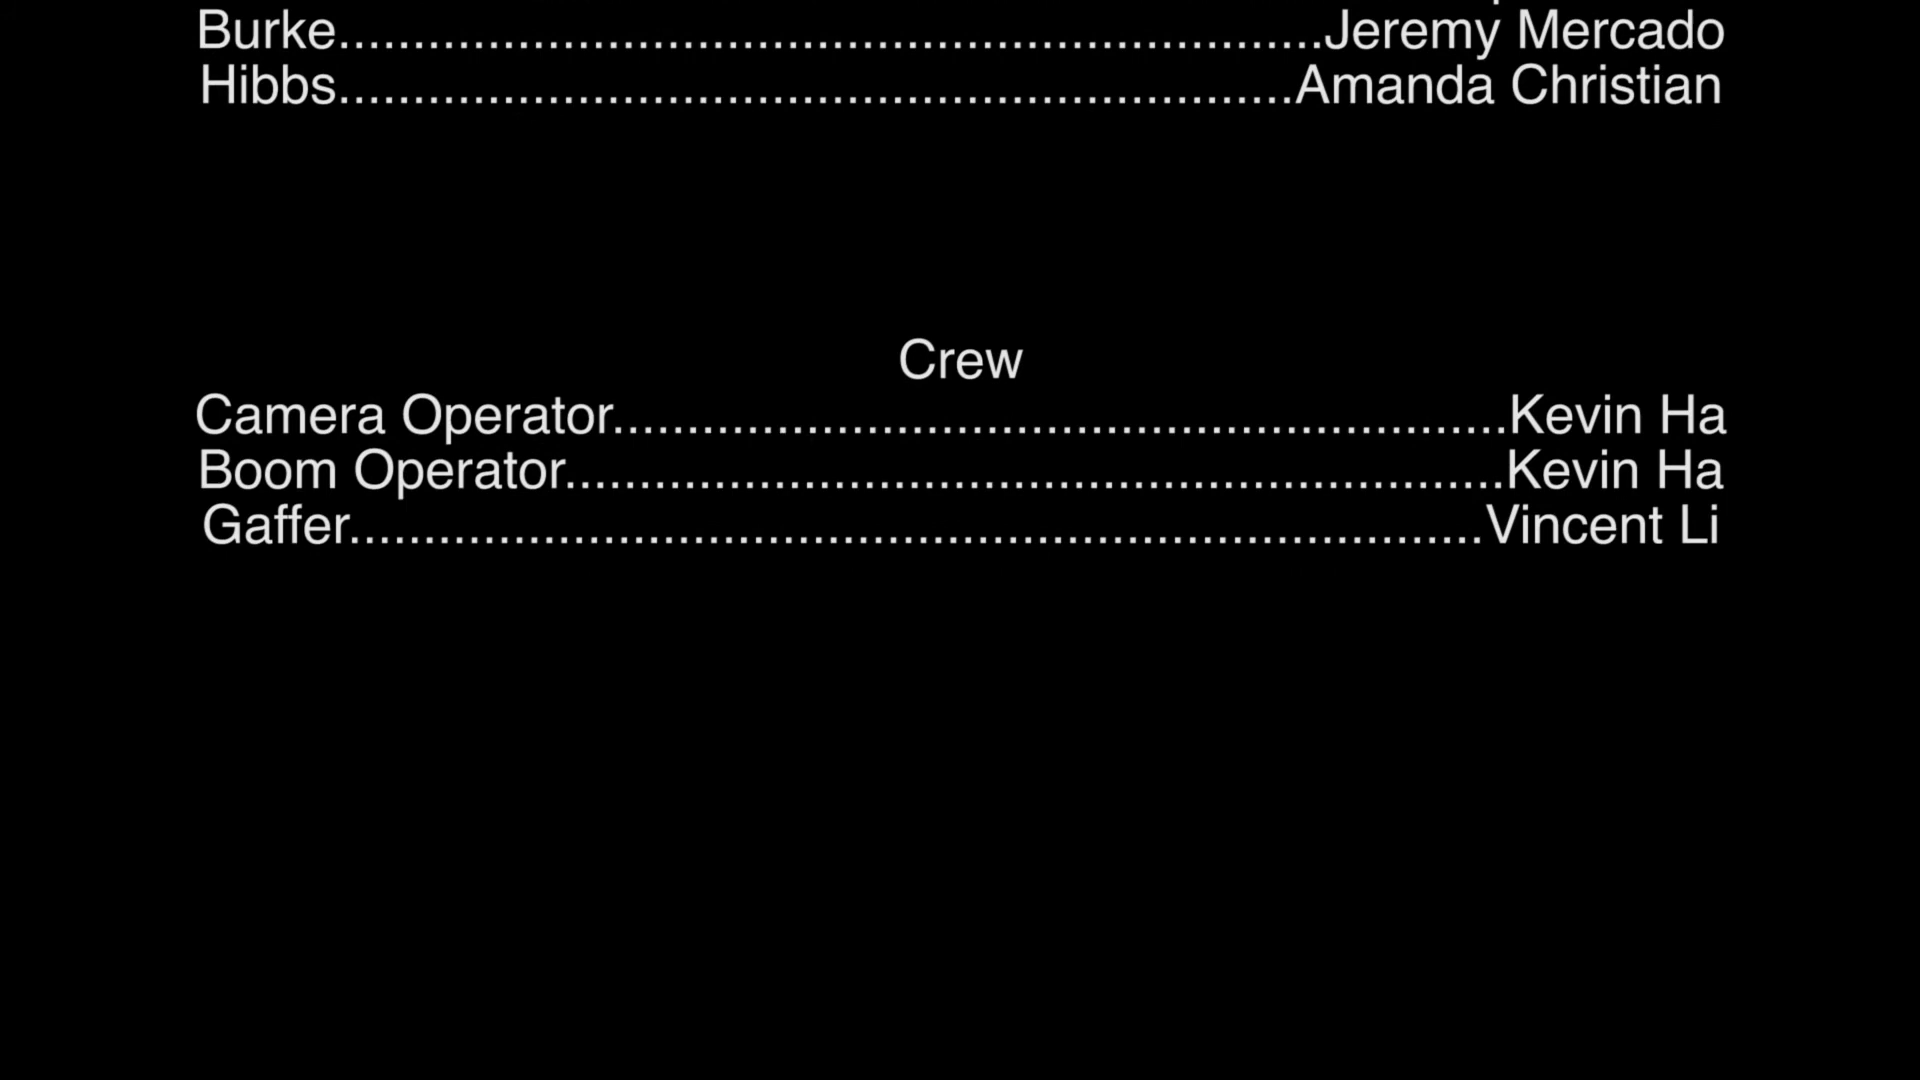 Burke.................................................................Jeremy Mercado
Hibbs...............................................................Amanda Christian
Crew
Camera Operator...........................................................Kevin Ha
Boom Operator..............................................................Kevin Ha
Gaffer...........................................................................Vincent Li